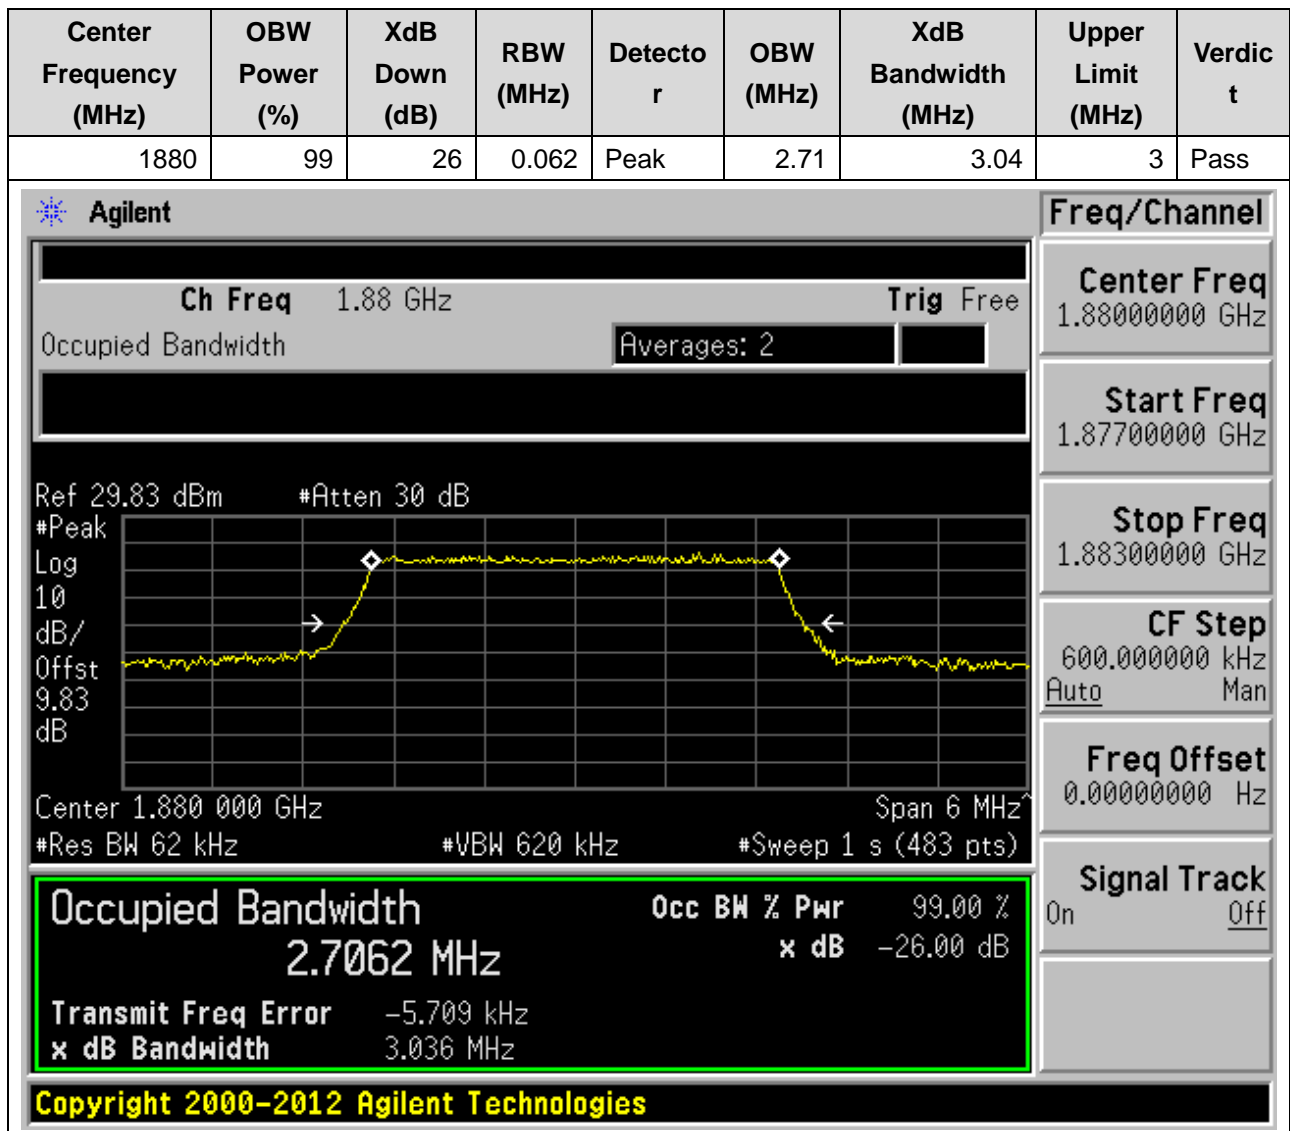 Center Frequency (MHz) OBW Power (%) XdB Down (dB) RBW (MHz) Detecto r OBW (MHz) XdB Bandwidth (MHz) Upper Limit (MHz) Verdic t
1880 99 26 0.062 Peak 2.71 3.04 3 Pass
Agilent
Freq/Channel
Ch Freq 1.88 GHz Trig Free
Occupied Bandwidth Averages: 2
Ref 29.83 dBm #Atten 30 dB
#Peak
Log
10
dB/
Offst
9.83
dB
Center 1.880 000 GHz Span 6 MHz^
#Res BW 62 kHz #VBW 620 kHz #Sweep 1 s (483 pts)
Occupied Bandwidth Occ BW % Pwr 99.00 %
2.7062 MHz x dB -26.00 dB
Transmit Freq Error -5.709 kHz
x dB Bandwidth 3.036 MHz
Center Freq
1.88000000 GHz
Start Freq
1.87700000 GHz
Stop Freq
1.88300000 GHz
CF Step
600.000000 kHz
Auto Man
Freq Offset
0.00000000 Hz
Signal Track
On Off
Copyright 2000-2012 Agilent Technologies